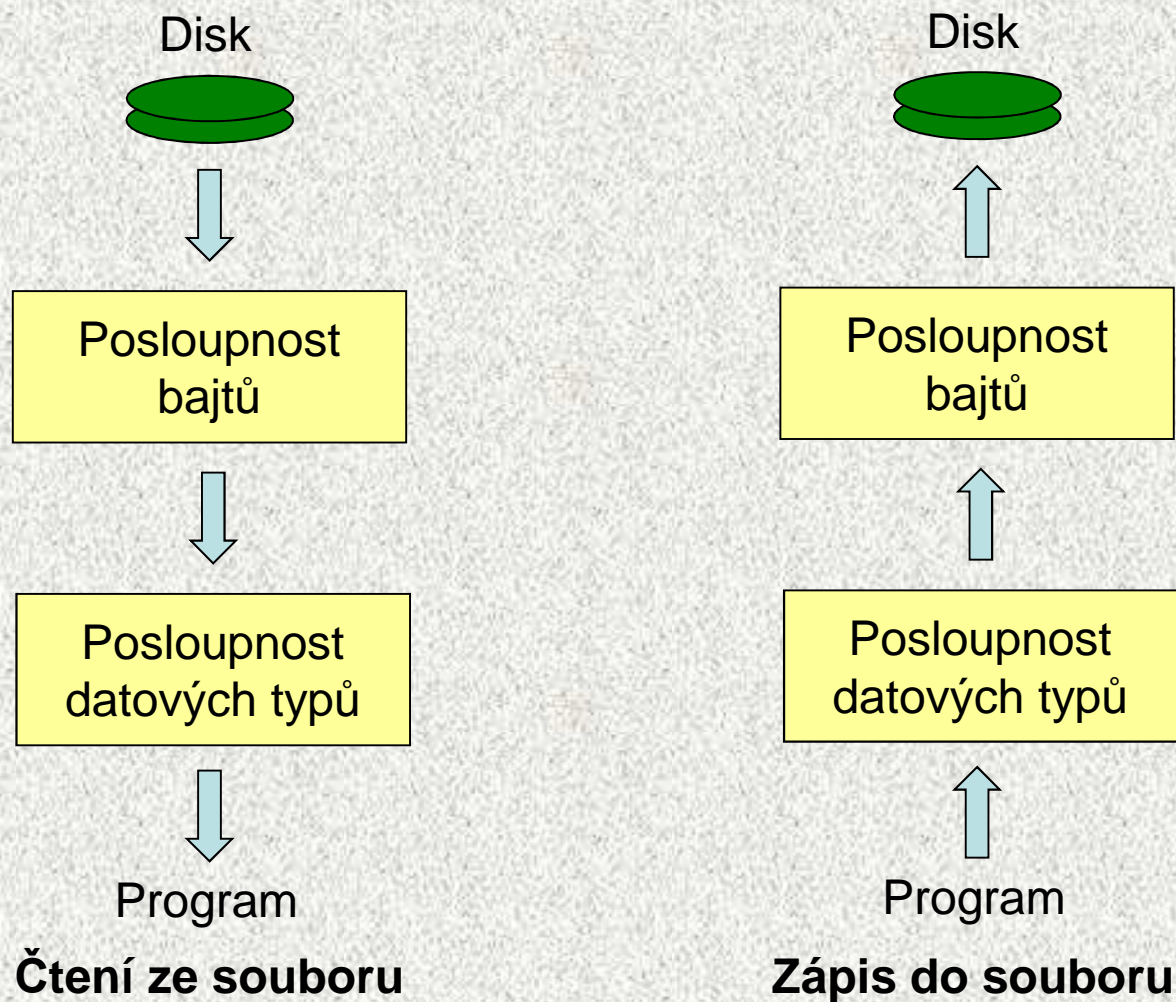 Disk
Posloupnost
bajtů
Posloupnost
datových typů
Program
Čtení ze souboru
Disk
Posloupnost
bajtů
Posloupnost
datových typů
Program
Zápis do souboru